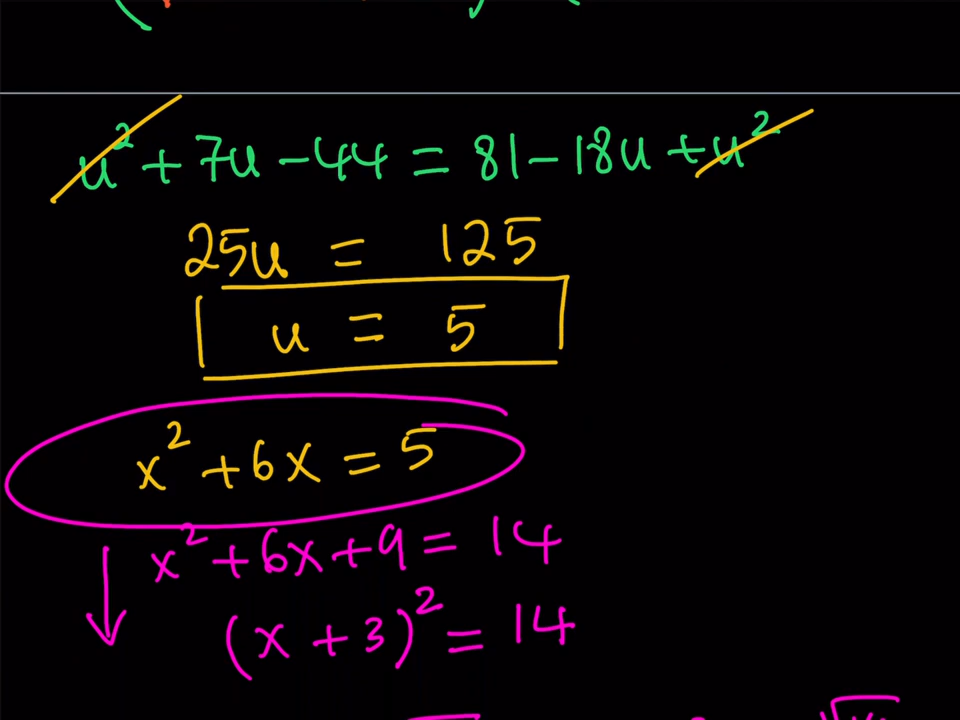 u² + 7u - 44 = 81 - 18u + u²
25u = 125
u = 5
x² + 6x = 5
x² + 6x + 9 = 14
(x + 3)² = 14